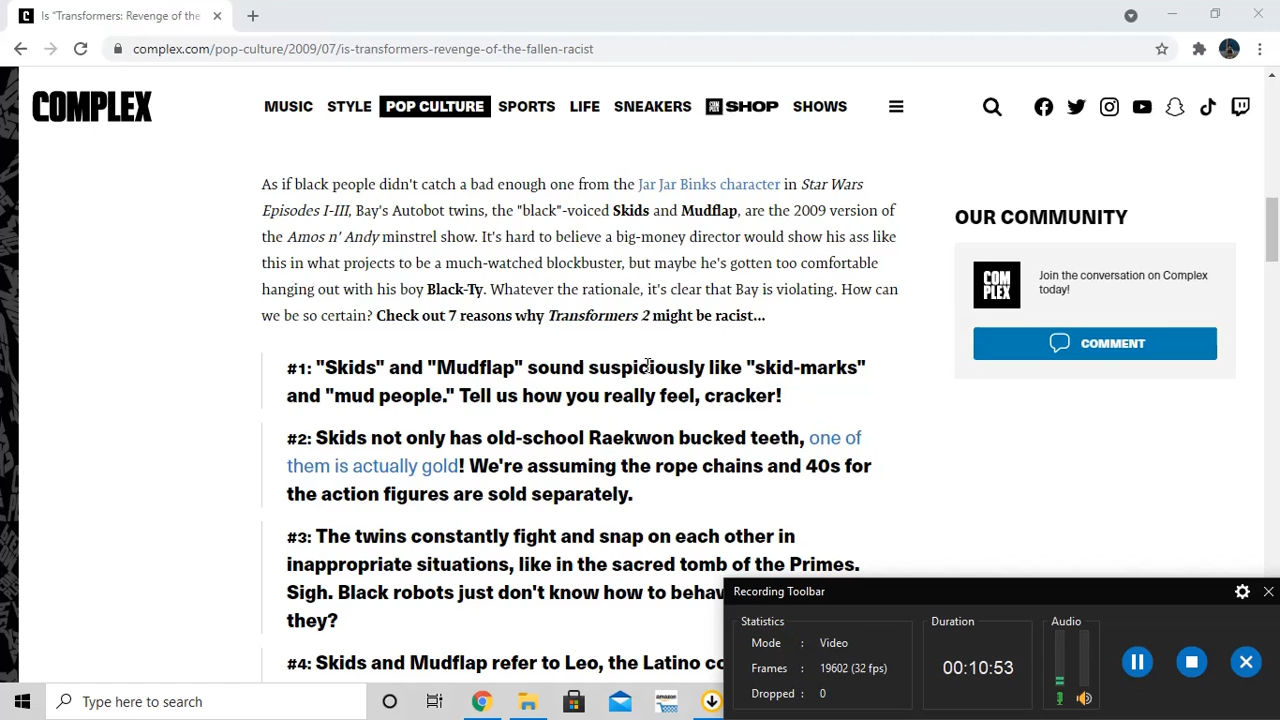 Is "Transformers: Revenge of the
complex.com/pop-culture/2009/07/is-transformers-revenge-of-the-fallen-racist
COMPLEX
MUSIC STYLE POP CULTURE SPORTS LIFE SNEAKERS COMPLEX SHOP SHOWS
As if black people didn't catch a bad enough one from the Jar Jar Binks character in Star Wars
Episodes I-III, Bay's Autobot twins, the "black"-voiced Skids and Mudflap, are the 2009 version of
the Amos n' Andy minstrel show. It's hard to believe a big-money director would show his ass like
this in what projects to be a much-watched blockbuster, but maybe he's gotten too comfortable
hanging out with his boy Black-Ty. Whatever the rationale, it's clear that Bay is violating. How can
we be so certain? Check out 7 reasons why Transformers 2 might be racist...
#1: "Skids" and "Mudflap" sound suspiciously like "skid-marks"
and "mud people." Tell us how you really feel, cracker!
#2: Skids not only has old-school Raekwon bucked teeth, one of
them is actually gold! We're assuming the rope chains and 40s for
the action figures are sold separately.
#3: The twins constantly fight and snap on each other in
inappropriate situations, like in the sacred tomb of the Primes.
Sigh. Black robots just don't know how to behav
they?
#4: Skids and Mudflap refer to Leo, the Latino co
OUR COMMUNITY
COMPLEX
Join the conversation on Complex
today!
COMMENT
Recording Toolbar
Statistics
Mode : Video
Frames : 19602 (32 fps)
Dropped : 0
Duration
00:10:53
Audio
Type here to search
amazon